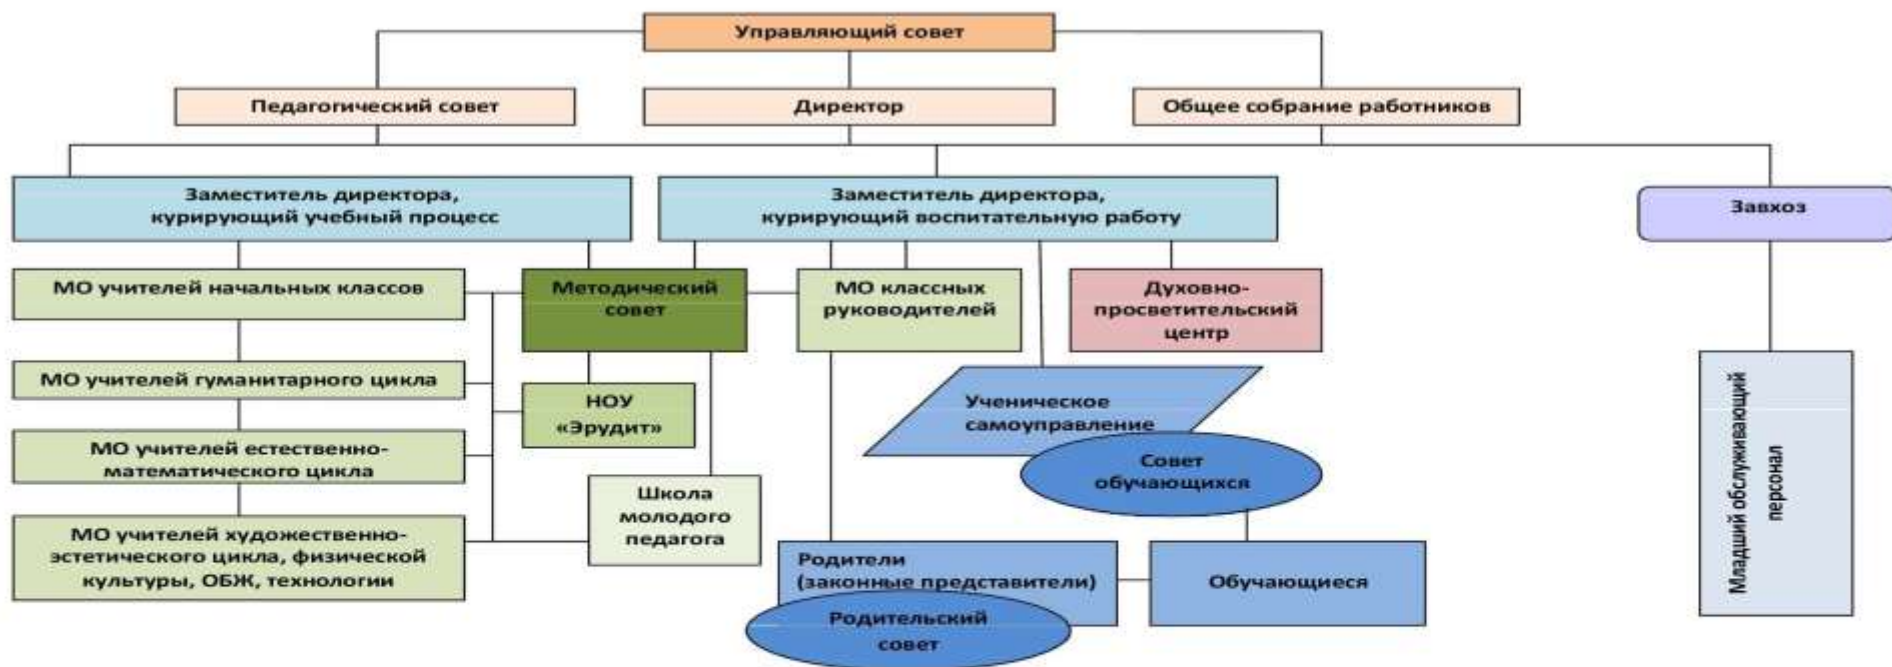 Управляющий совет
Педагогический совет
Директор
Общее собрание работников
Заместитель директора,
курирующий учебный процесс
Заместитель директора,
курирующий воспитательную работу
Завхоз
МО учителей начальных классов
Методический
совет
МО классных
руководителей
Духовно-
просветительский
центр
МО учителей гуманитарного цикла
НОУ
«Эрудит»
Ученическое
самоуправление
МО учителей естественно-
математического цикла
Совет
обучающихся
Школа
молодого
педагога
МО учителей художественно-
эстетического цикла, физической
культуры, ОБЖ, технологии
Родители
(законные представители)
Обучающиеся
Родительский
совет
Младший обслуживающий
персонал